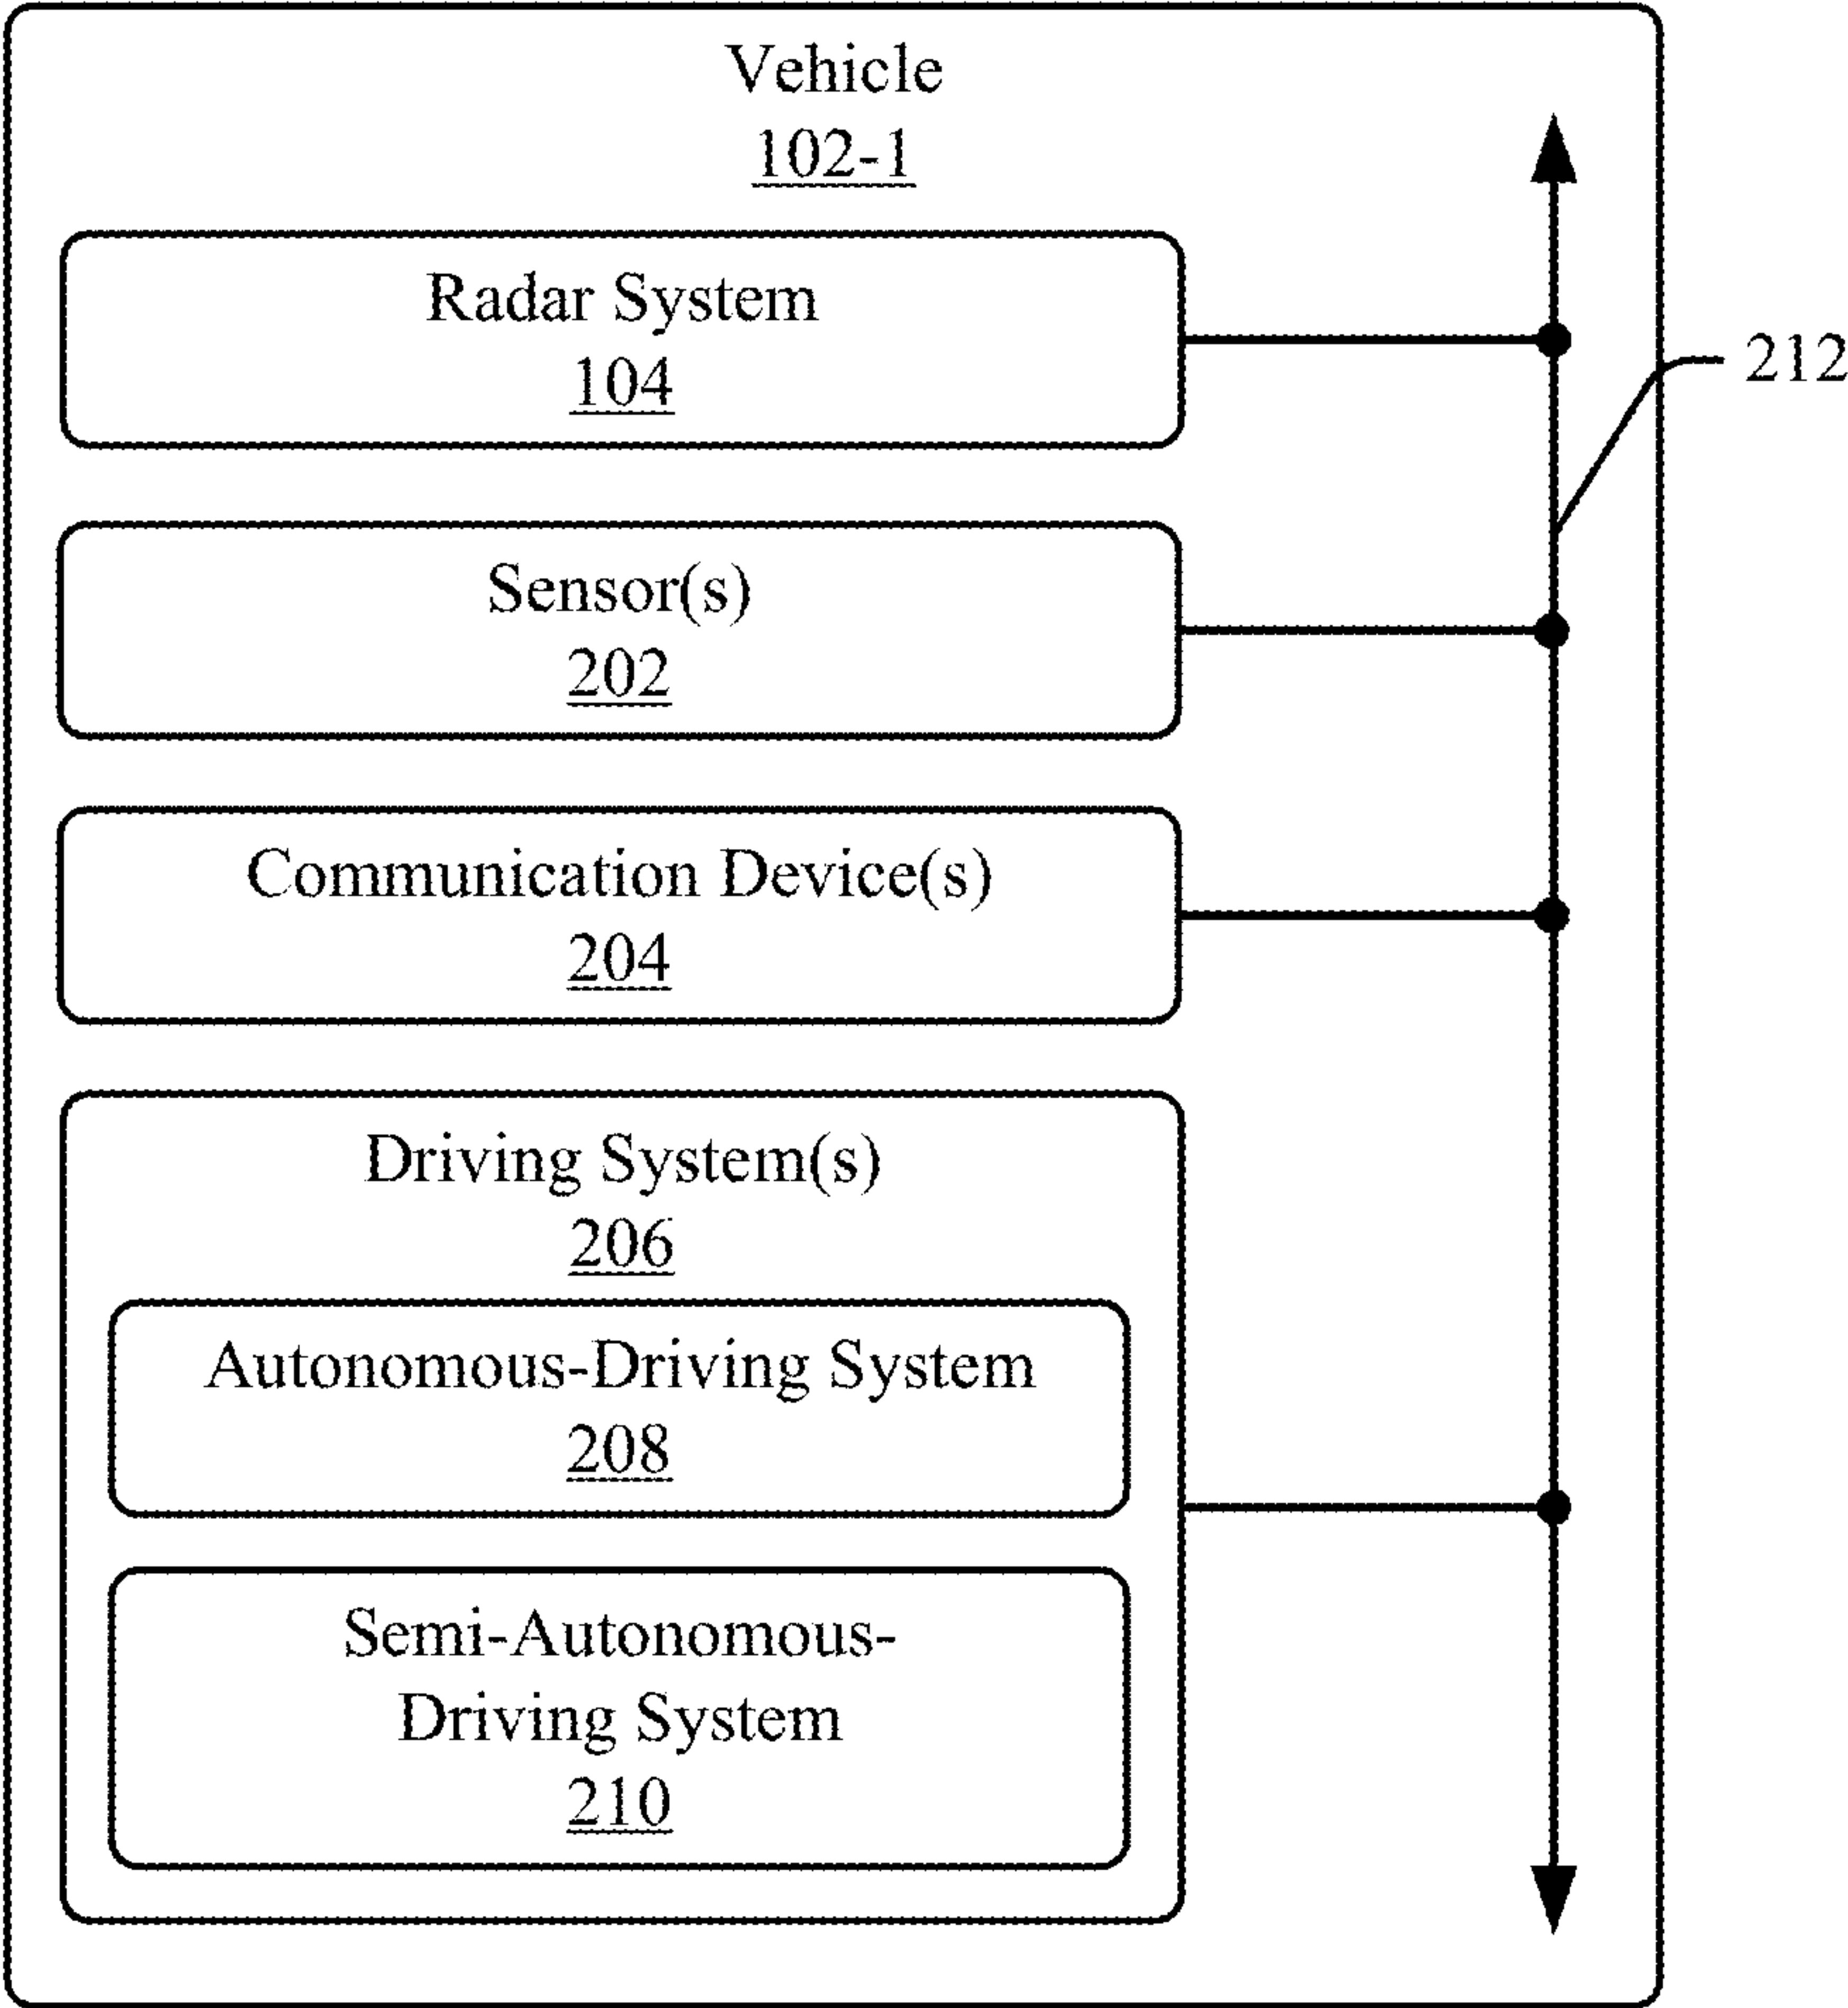 Vehicle
102-1
Radar System
104
212
Sensor(s)
202
Communication Device(s)
204
Driving System(s)
206
Autonomous-Driving System
208
Semi-Autonomous-
Driving System
210